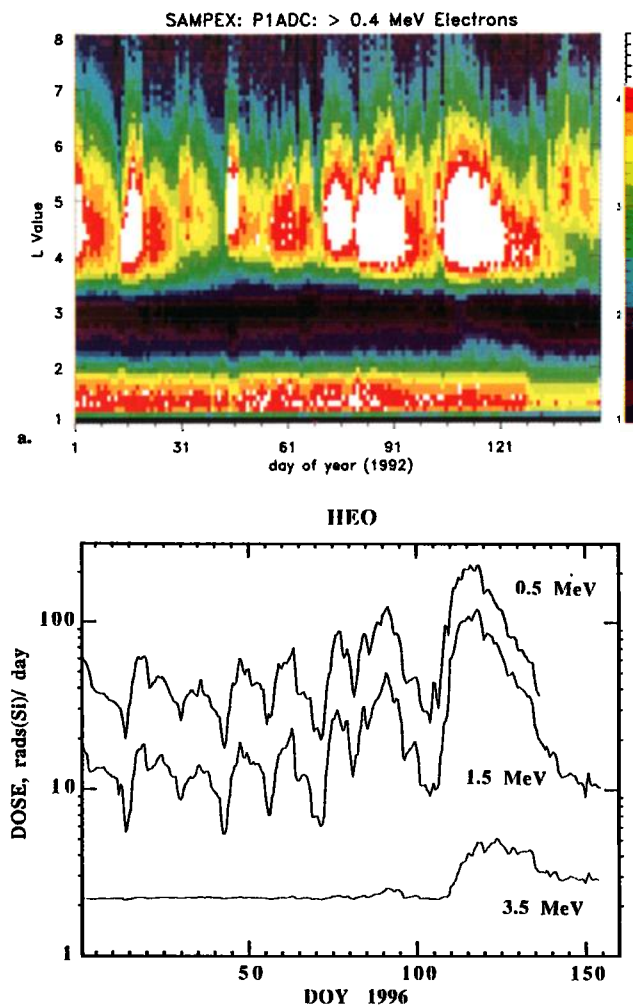 SAMPEX: P1ADC: > 0.4 MeV Electrons
8
7
6
5
4
3
2
1
L Value
4
3
2
1
a.
1 31 61 91 121
day of year (1992)
HEO
0.5 MeV
100
1.5 MeV
10
3.5 MeV
1
DOSE, rads(Si)/ day
50 100 150
DOY 1996